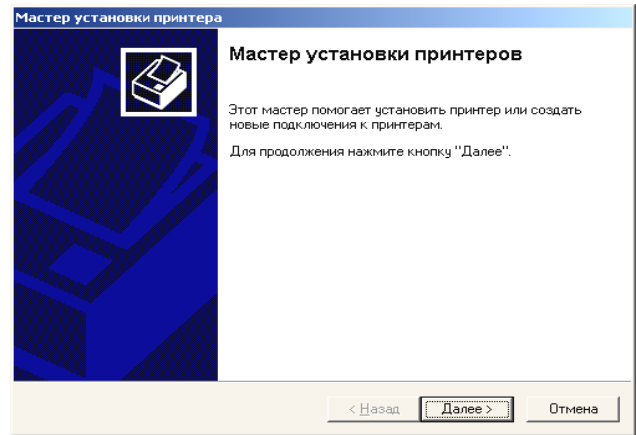 Мастер установки принтера
Мастер установки принтеров
Этот мастер помогает установить принтер или создать
новые подключения к принтерам.
Для продолжения нажмите кнопку "Далее".
< Назад
Далее >
Отмена